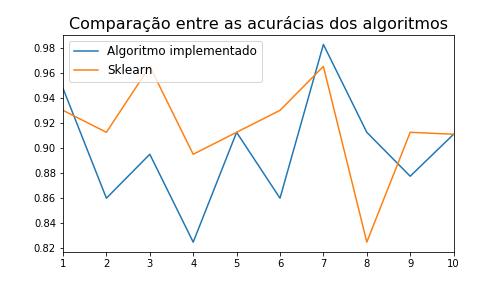 Comparação entre as acurácias dos algoritmos
Algoritmo implementado
Sklearn
0.98
0.96
0.94
0.92
0.90
0.88
0.86
0.84
0.82
1 2 3 4 5 6 7 8 9 10